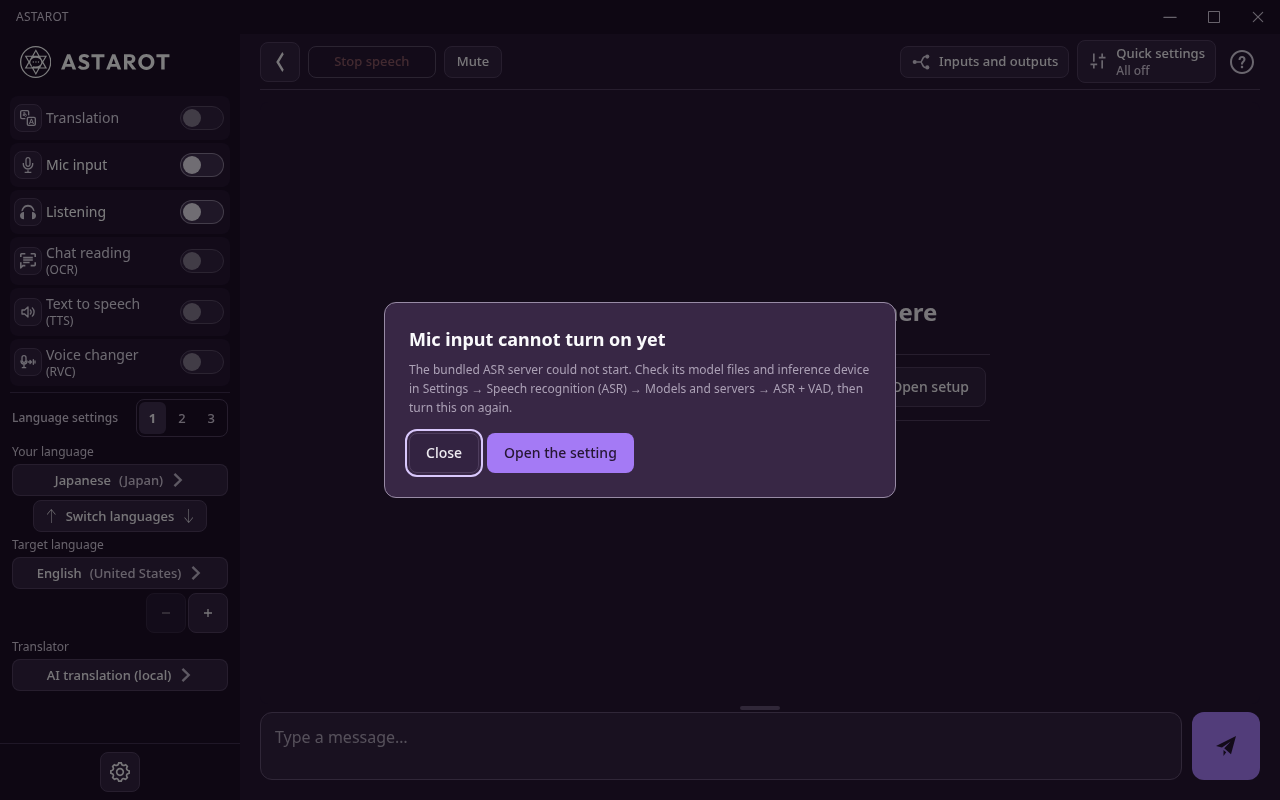 ASTAROT
ASTAROT
Stop speech
Mute
Inputs and outputs
Quick settings
All off
Translation
Mic input
Listening
Chat reading
(OCR)
Text to speech
(TTS)
Voice changer
(RVC)
Language settings
1
2
3
Your language
Japanese (Japan)
↑ Switch languages ↓
Target language
English (United States)
−
+
Translator
AI translation (local)
here
Open setup
Mic input cannot turn on yet
The bundled ASR server could not start. Check its model files and inference device
in Settings → Speech recognition (ASR) → Models and servers → ASR + VAD, then
turn this on again.
Close
Open the setting
Type a message...